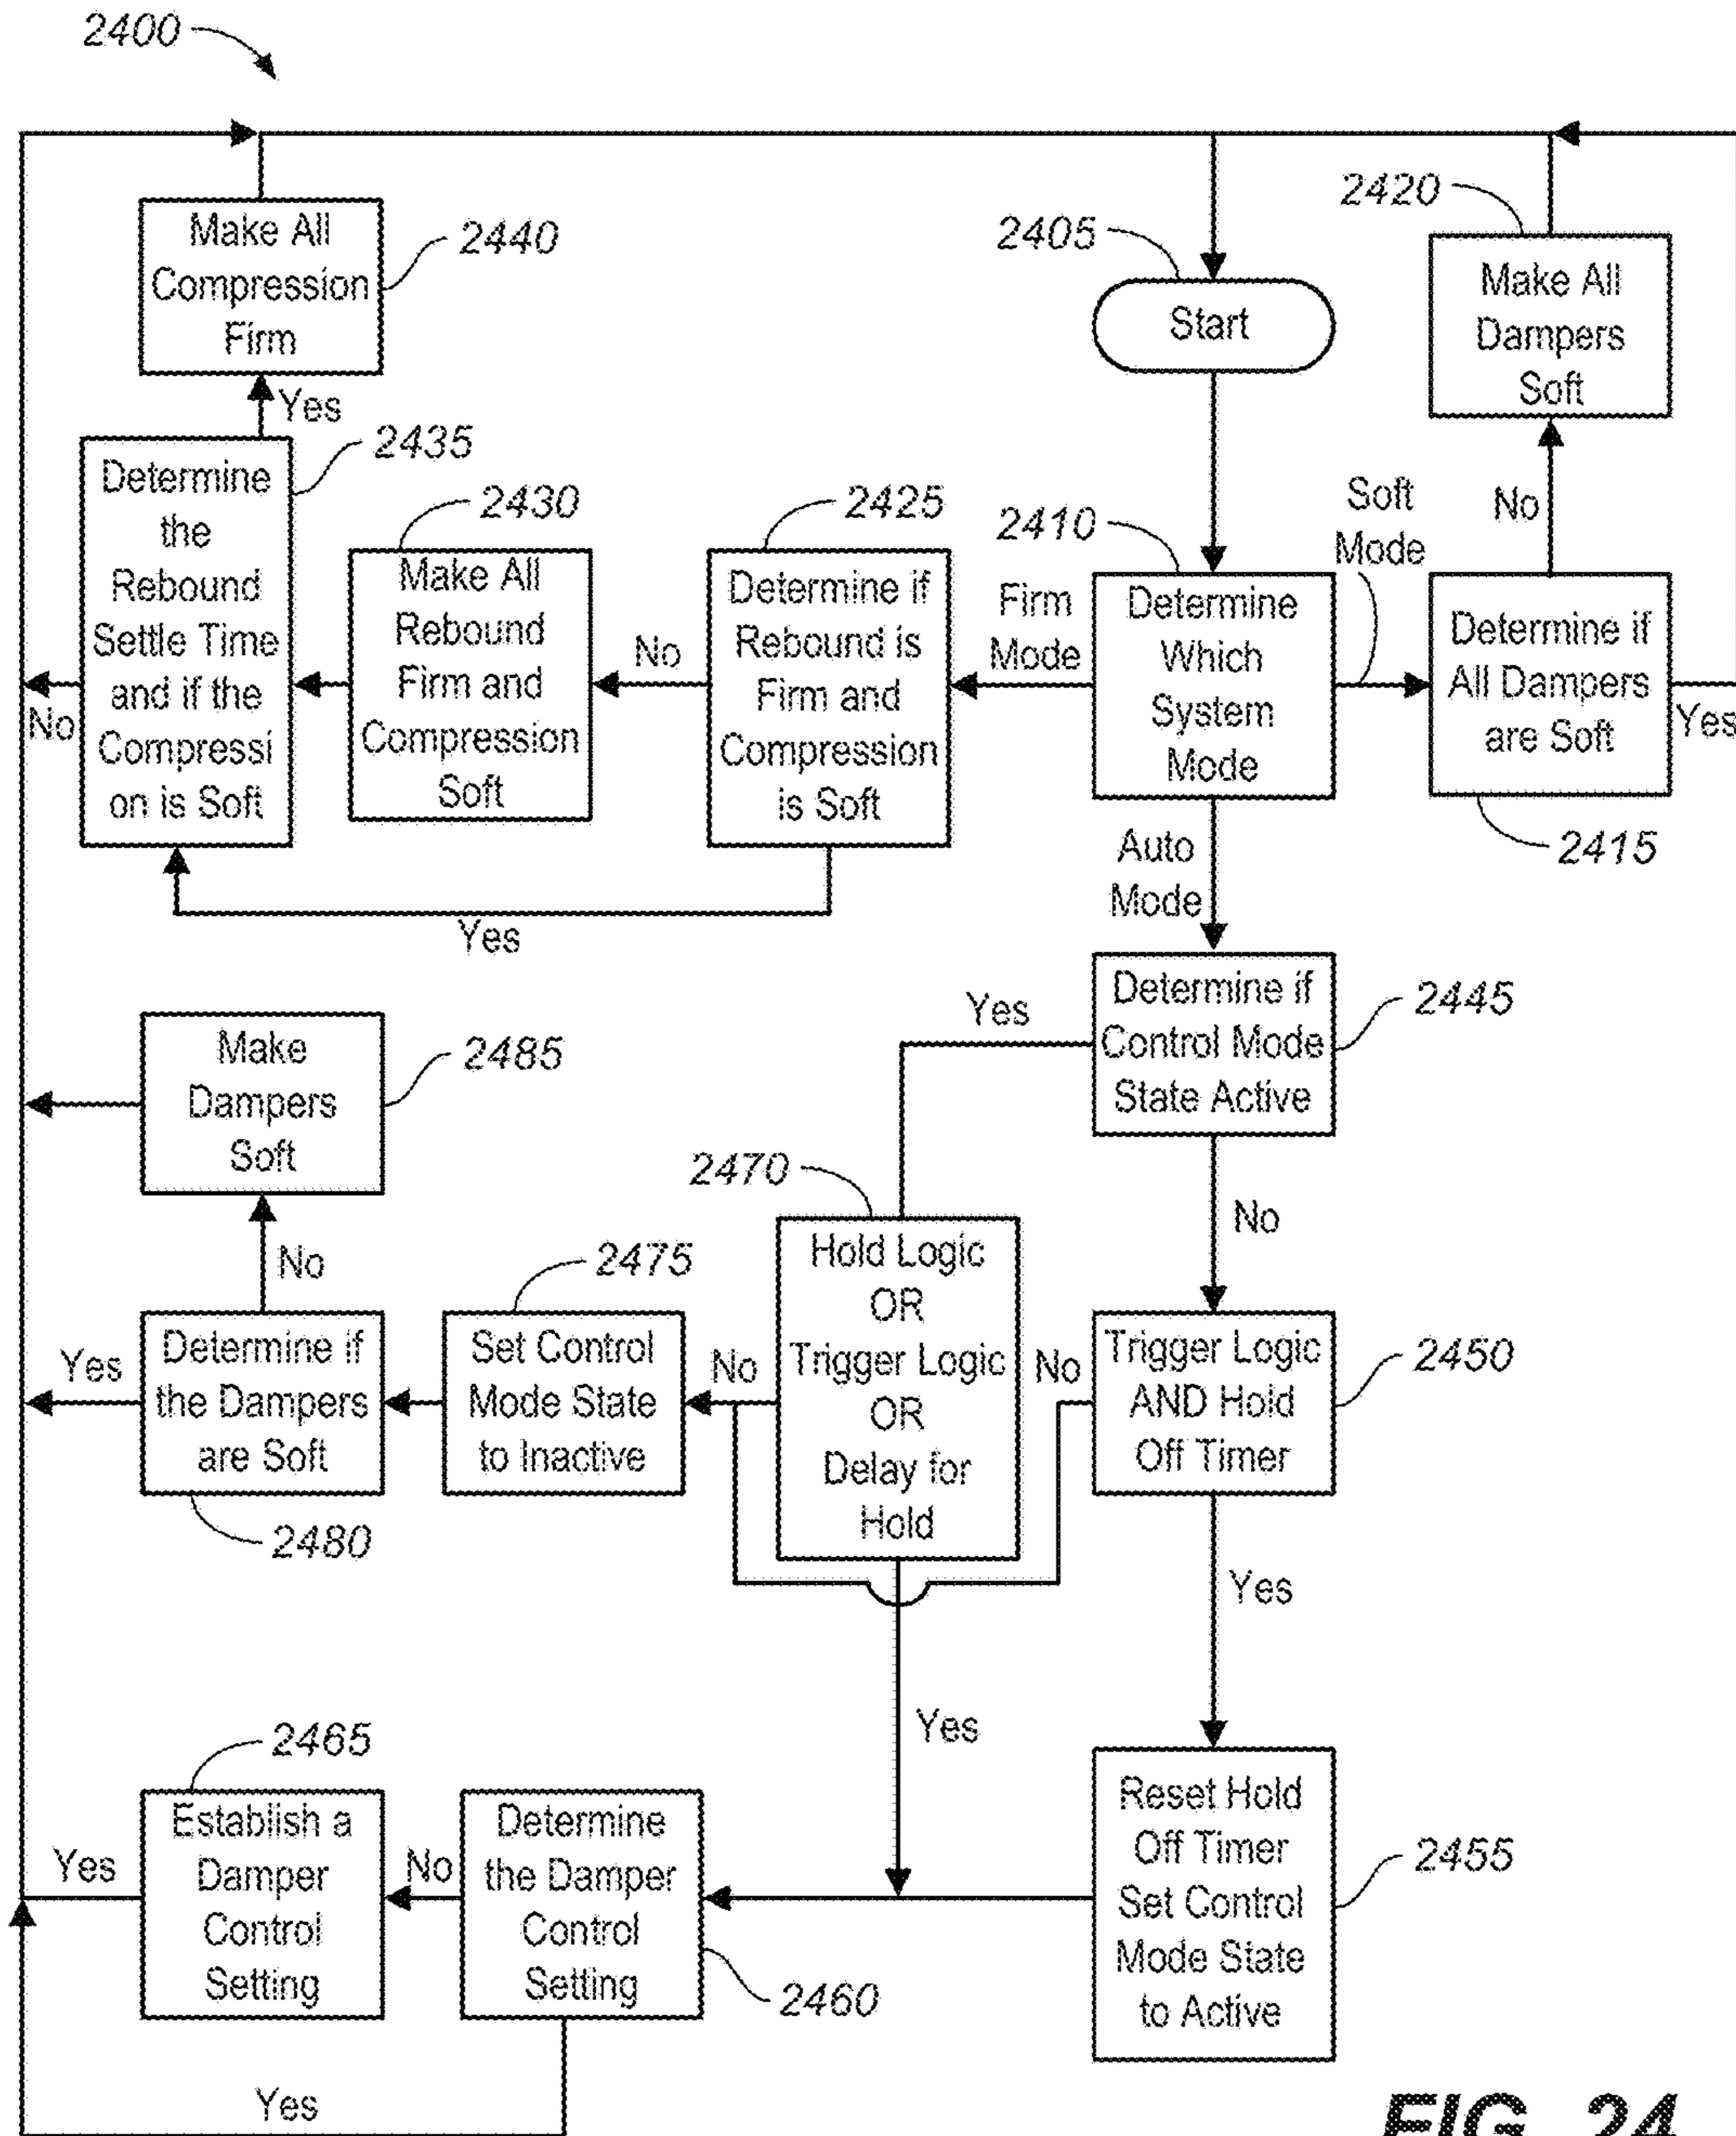 2400
2440
Make All
Compression
Firm
2405
Start
2420
Make All
Dampers
Soft
Yes
2435
Determine
the
Rebound
Settle Time
and if the
Compressi
on is Soft
No
2430
Make All
Rebound
Firm and
Compression
Soft
No
2425
Determine if
Rebound is
Firm and
Compression
is Soft
Yes
Firm
Mode
2410
Determine
Which
System
Mode
Soft
Mode
No
Determine if
All Dampers
are Soft
Yes
2415
Auto
Mode
Determine if
Control Mode
State Active
2445
Yes
No
2485
Make
Dampers
Soft
No
Yes
Determine if
the Dampers
are Soft
2480
2475
Set Control
Mode State
to Inactive
No
2470
Hold Logic
OR
Trigger Logic
OR
Delay for
Hold
No
Trigger Logic
AND Hold
Off Timer
2450
Yes
Yes
2465
Establish a
Damper
Control
Setting
Yes
No
Determine
the Damper
Control
Setting
2460
Yes
Reset Hold
Off Timer
Set Control
Mode State
to Active
2455
FIG. 24